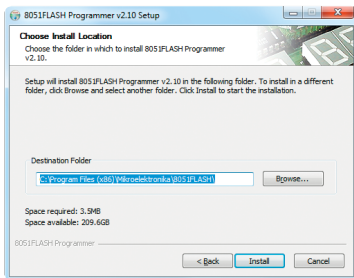 8051FLASH Programmer v2.10 Setup
Choose Install Location
Choose the folder in which to install 8051FLASH Programmer
v2.10.
Setup will install 8051FLASH Programmer v2.10 in the following folder. To install in a different
folder, click Browse and select another folder. Click Install to start the installation.
Destination Folder
C:\Program Files (x86)\Mikroelektronika\8051FLASH\
Browse...
Space required: 3.5MB
Space available: 209.6GB
8051FLASH Programmer
< Back Install Cancel